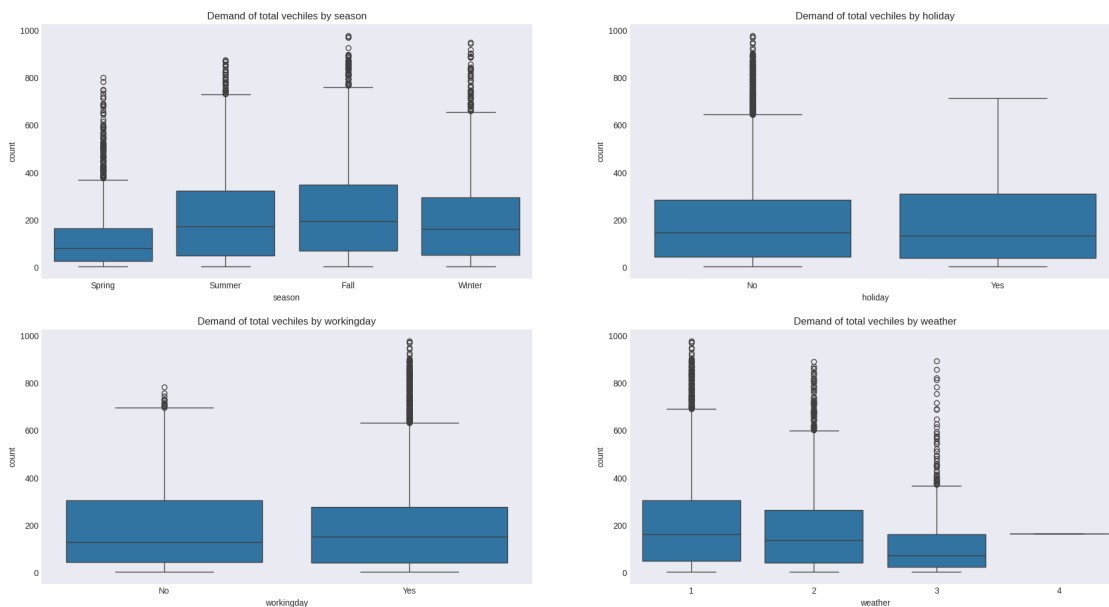 Demand of total vechiles by season
1000
800
600
400
200
0
count
Spring Summer Fall Winter
season
Demand of total vechiles by holiday
1000
800
600
400
200
0
count
No Yes
holiday
Demand of total vechiles by workingday
1000
800
600
400
200
0
count
No Yes
workingday
Demand of total vechiles by weather
1000
800
600
400
200
0
count
1 2 3 4
weather